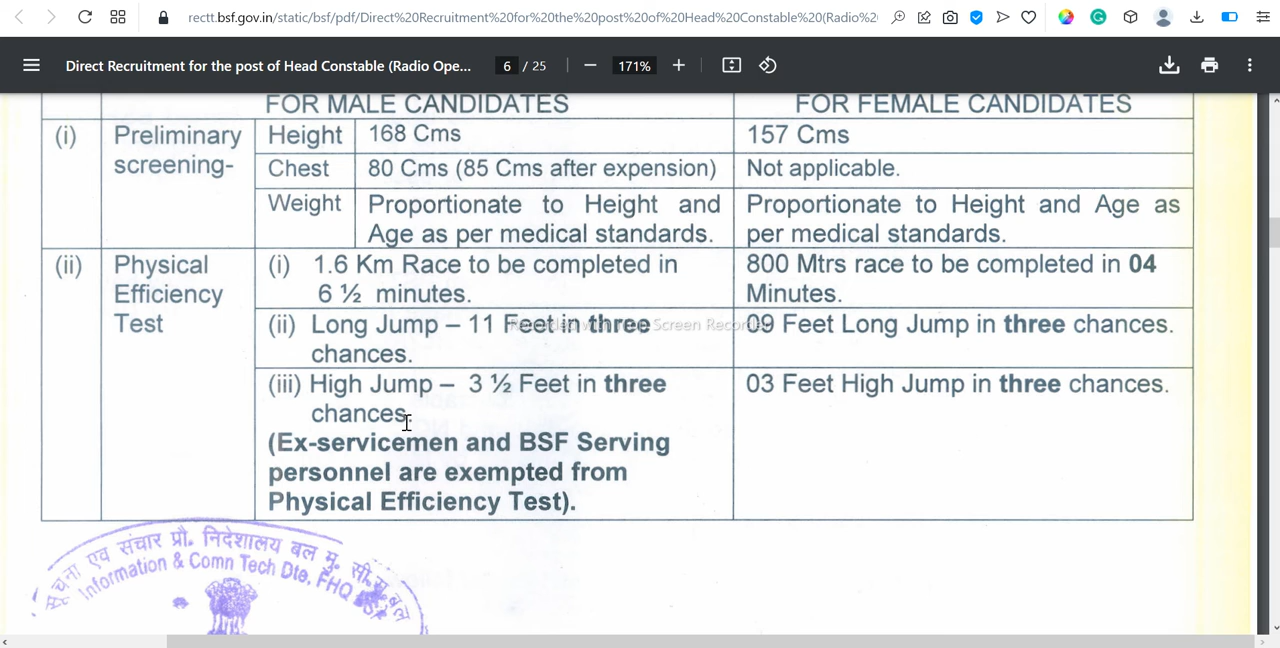 rectt.bsf.gov.in/static/bsf/pdf/Direct%20Recruitment%20for%20the%20post%20of%20Head%20Constable%20(Radio%20
Direct Recruitment for the post of Head Constable (Radio Ope...
6 / 25
171%
FOR MALE CANDIDATES
FOR FEMALE CANDIDATES
(i)
Preliminary
screening-
Height
168 Cms
157 Cms
Chest
80 Cms (85 Cms after expension)
Not applicable.
Weight
Proportionate to Height and
Age as per medical standards.
Proportionate to Height and Age as
per medical standards.
(ii)
Physical
Efficiency
Test
(i) 1.6 Km Race to be completed in
6 ½ minutes.
800 Mtrs race to be completed in 04
Minutes.
(ii) Long Jump – 11 Feet in three
chances.
09 Feet Long Jump in three chances.
(iii) High Jump – 3 ½ Feet in three
chances.
03 Feet High Jump in three chances.
(Ex-servicemen and BSF Serving
personnel are exempted from
Physical Efficiency Test).
सूचना एवं संचार प्रौ. निदेशालय बल मु. सी.सु.बल
Information & Comn Tech Dte. FHQ BSF